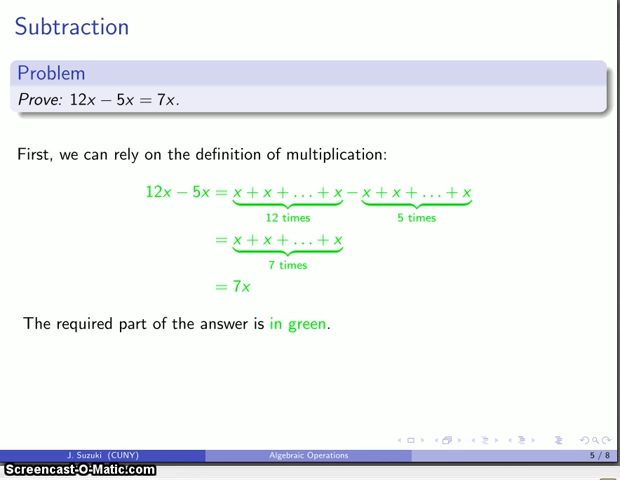 Subtraction
Problem
Prove: 12x − 5x = 7x.
First, we can rely on the definition of multiplication:
12x − 5x = x + x + . . . + x − x + x + . . . + x
12 times 5 times
= x + x + . . . + x
7 times
= 7x
The required part of the answer is in green.
J. Suzuki (CUNY) Algebraic Operations 5 / 8
Screencast-O-Matic.com